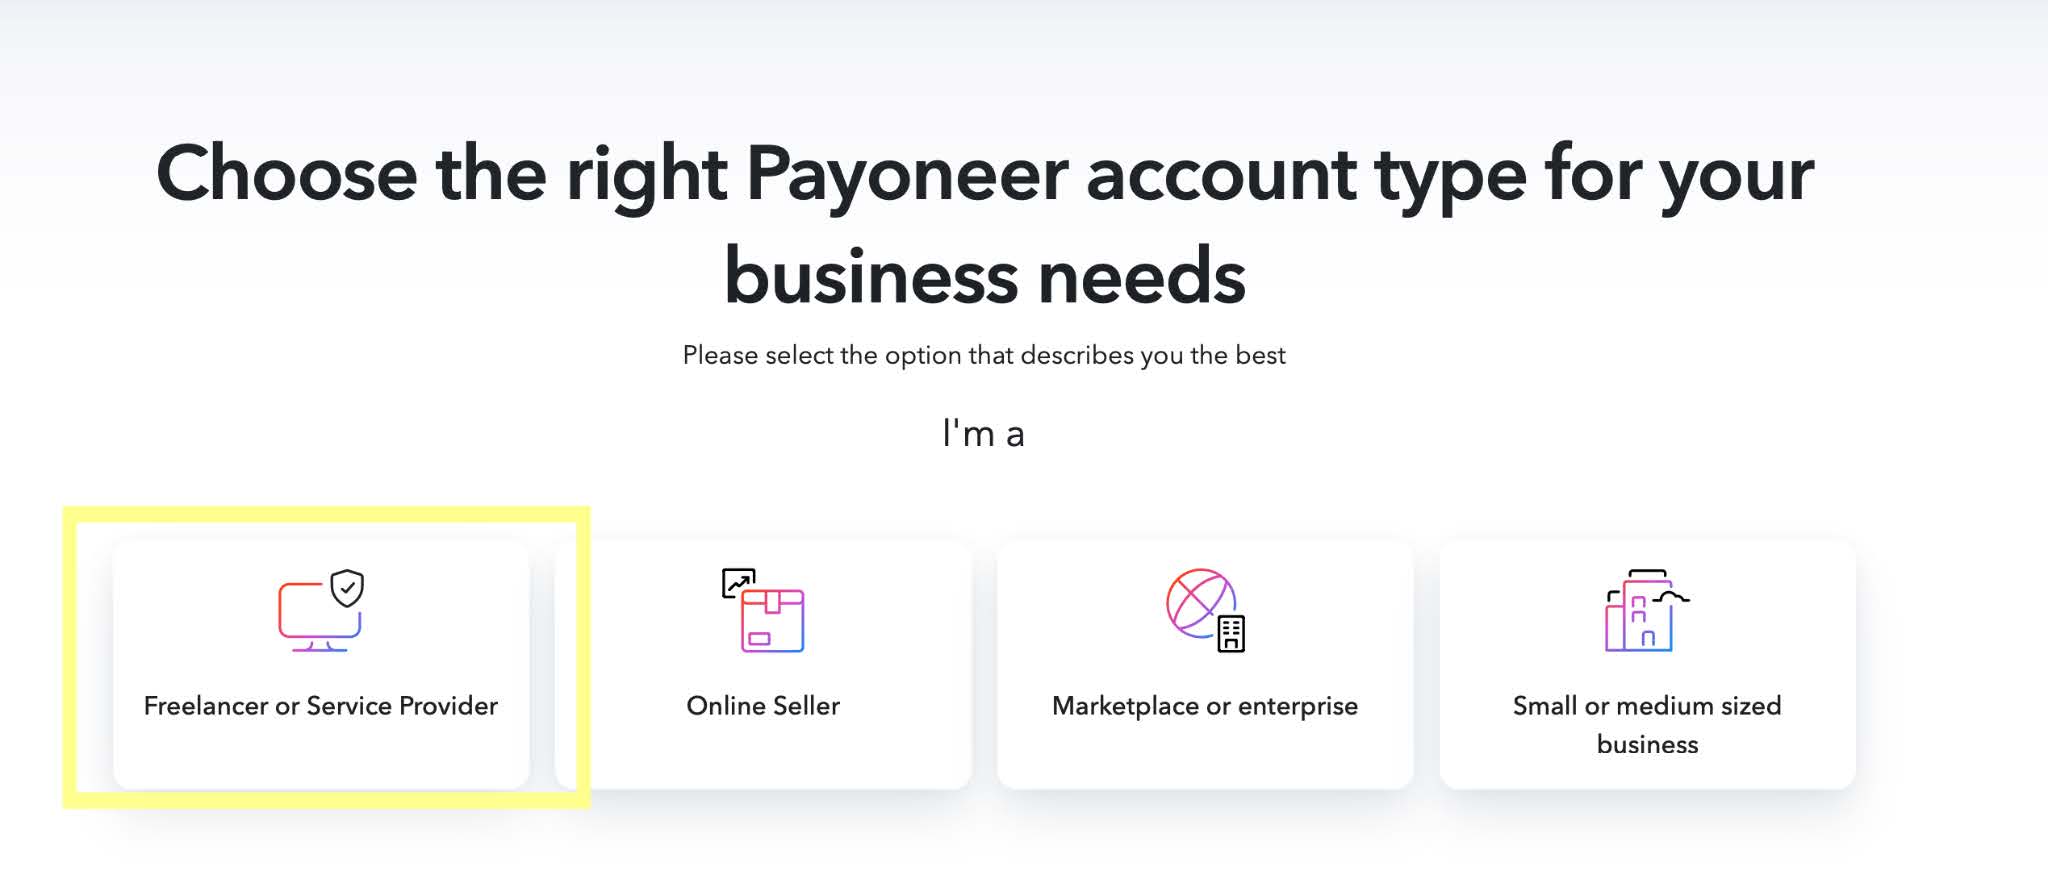 Choose the right Payoneer account type for your
business needs
Please select the option that describes you the best
I'm a
Freelancer or Service Provider
Online Seller
Marketplace or enterprise
Small or medium sized
business